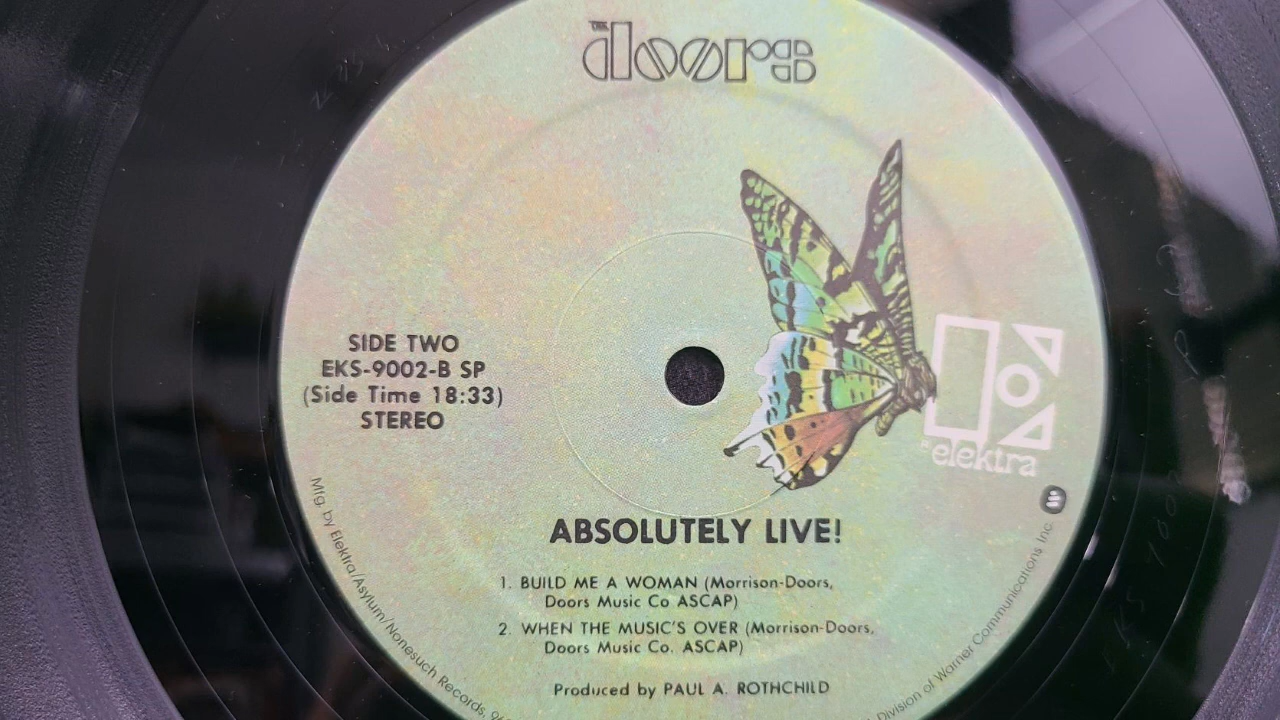 THE doors
SIDE TWO
EKS-9002-B SP
(Side Time 18:33)
STEREO
elektra
ABSOLUTELY LIVE!
1. BUILD ME A WOMAN (Morrison-Doors,
Doors Music Co ASCAP)
2. WHEN THE MUSIC'S OVER (Morrison-Doors,
Doors Music Co. ASCAP)
Produced by PAUL A. ROTHCHILD
Mfg. by Elektra/Asylum/Nonesuch Records,
Division of Warner Communications Inc